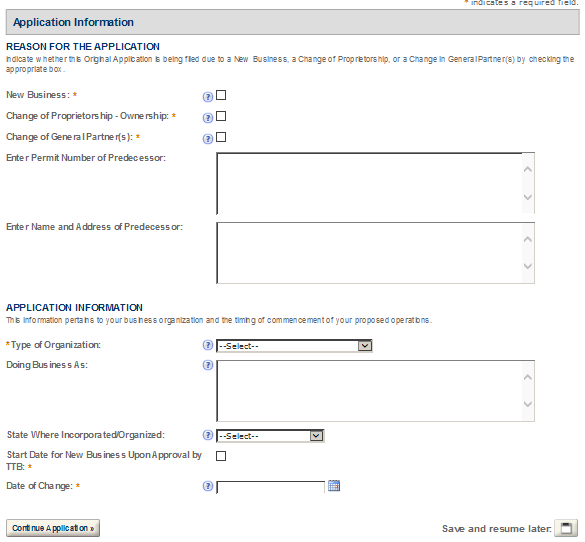 * indicates a required field.
Application Information
REASON FOR THE APPLICATION
Indicate whether this Original Application is being filed due to a New Business, a Change of Proprietorship, or a Change in General Partner(s) by checking the
appropriate box.
New Business: *
Change of Proprietorship - Ownership: *
Change of General Partner(s): *
Enter Permit Number of Predecessor:
Enter Name and Address of Predecessor:
APPLICATION INFORMATION
This information pertains to your business organization and the timing of commencement of your proposed operations.
*Type of Organization: --Select--
Doing Business As:
State Where Incorporated/Organized: --Select--
Start Date for New Business Upon Approval by
TTB: *
Date of Change: *
Continue Application » Save and resume later: